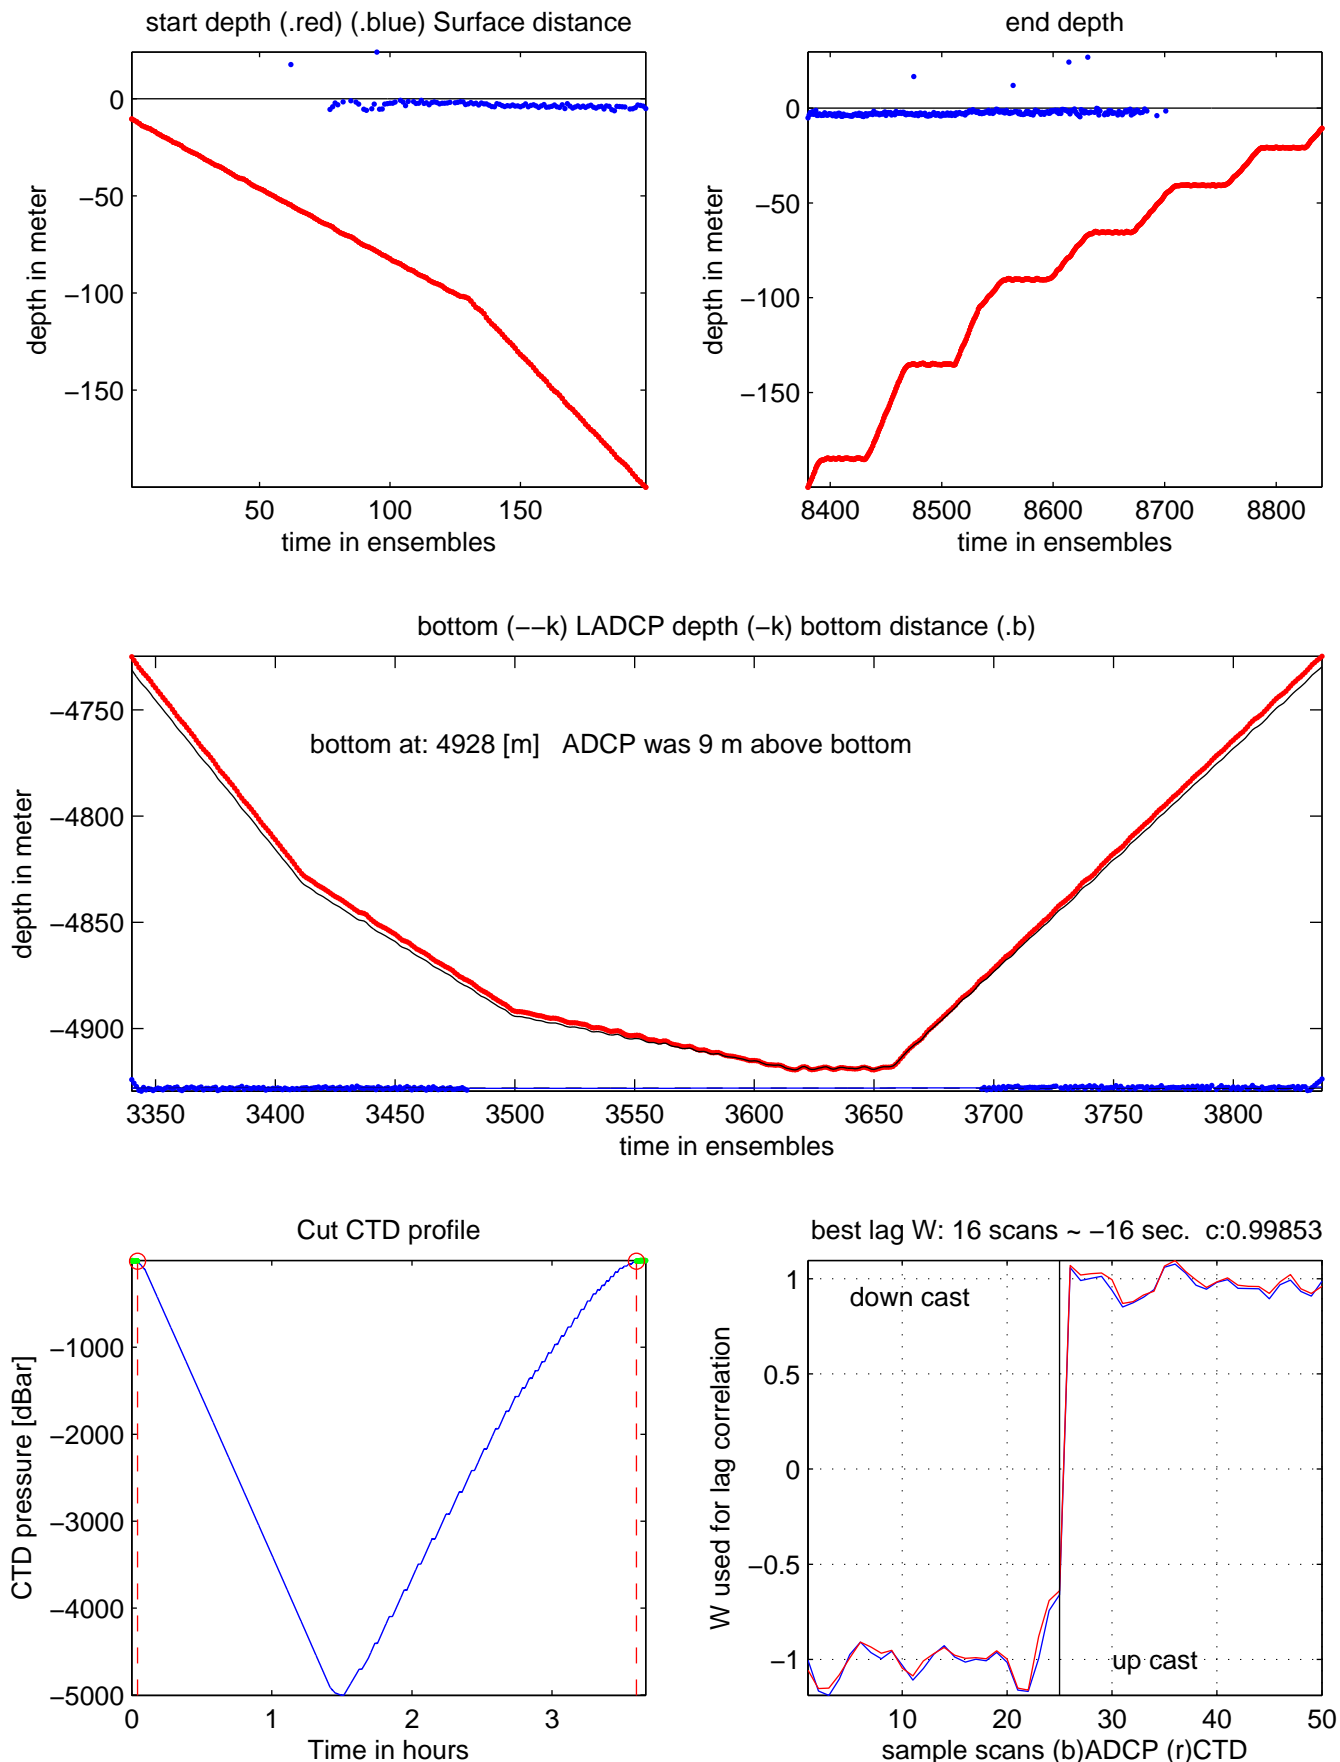 start depth (.red) (.blue) Surface distance
0
−50
−100
−150
depth in meter
50 100 150
time in ensembles
end depth
0
−50
−100
−150
depth in meter
8400 8500 8600 8700 8800
time in ensembles
bottom (−−k) LADCP depth (−k) bottom distance (.b)
bottom at: 4928 [m] ADCP was 9 m above bottom
−4750
−4800
−4850
−4900
depth in meter
3350 3400 3450 3500 3550 3600 3650 3700 3750 3800
time in ensembles
Cut CTD profile
−1000
−2000
−3000
−4000
−5000
CTD pressure [dBar]
0 1 2 3
Time in hours
best lag W: 16 scans ~ −16 sec. c:0.99853
down cast
up cast
1
0.5
0
−0.5
−1
W used for lag correlation
10 20 30 40 50
sample scans (b)ADCP (r)CTD